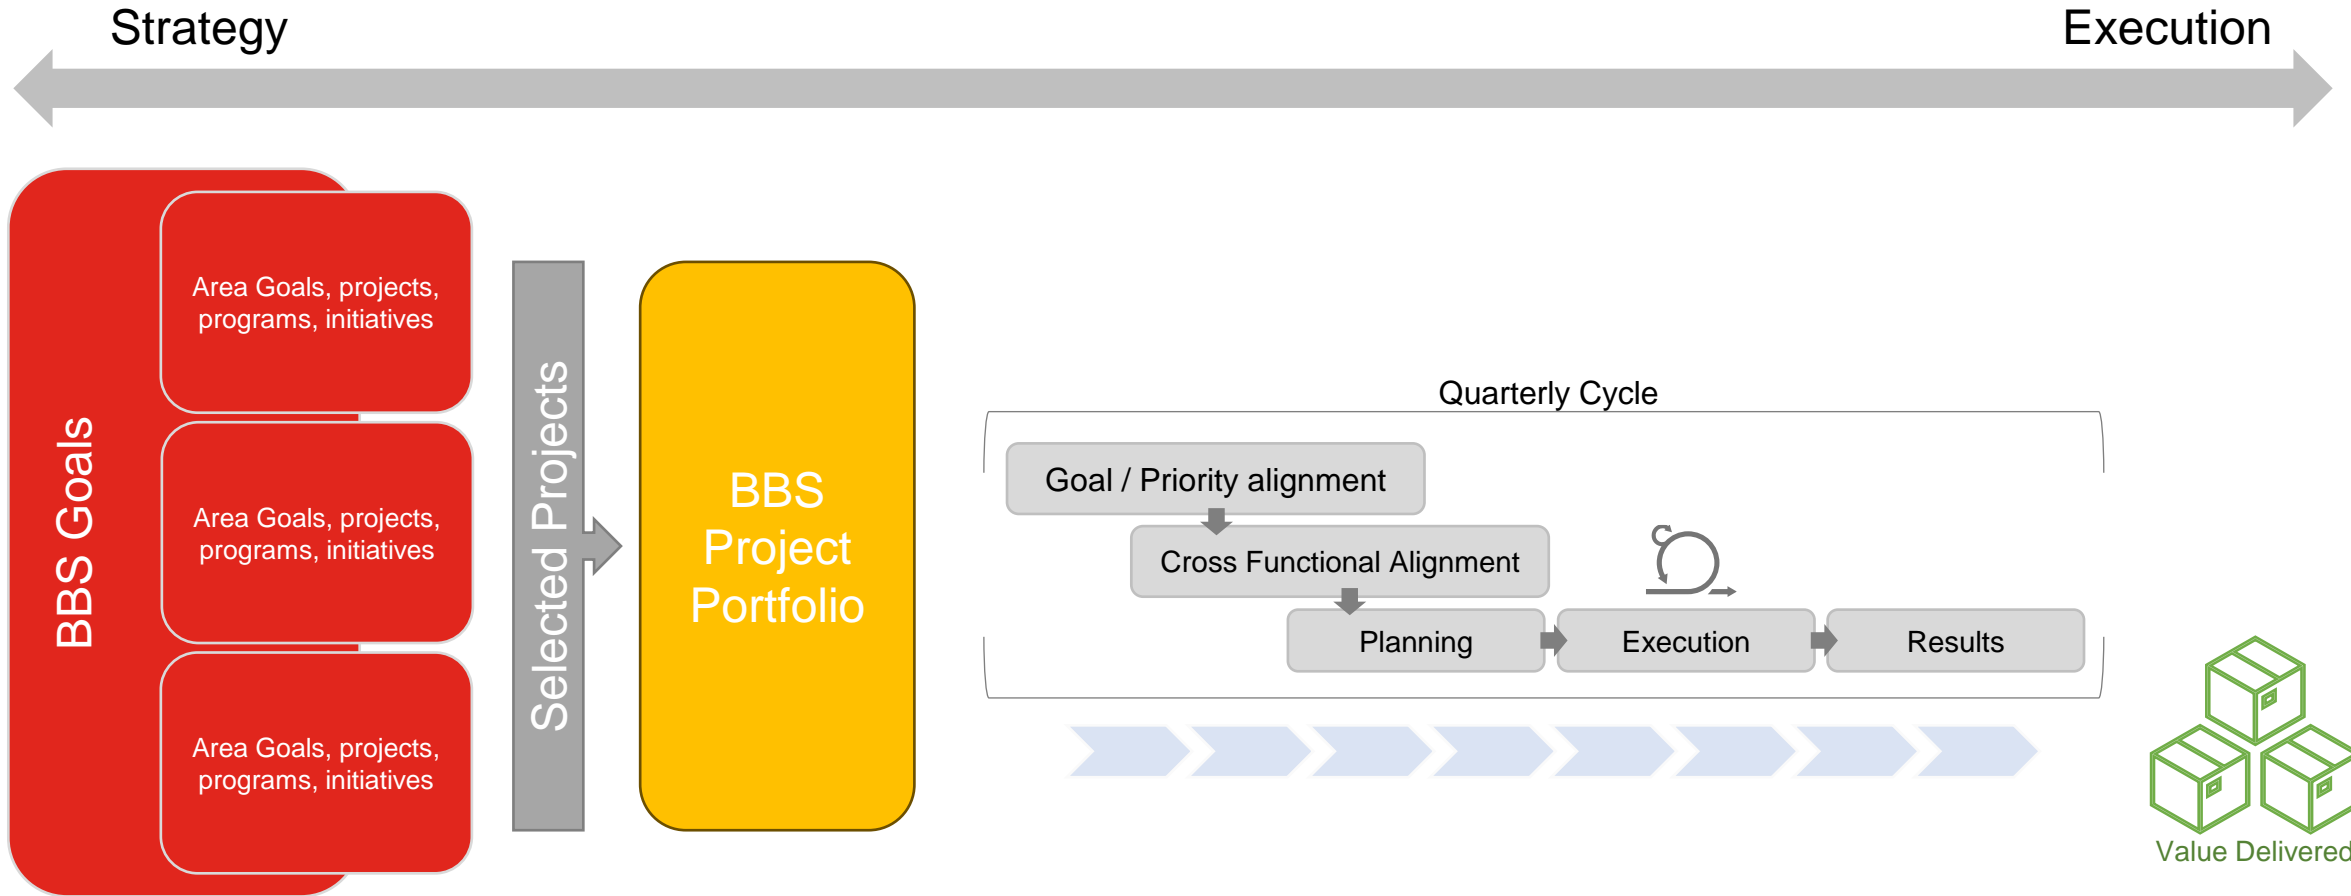 Strategy
Execution
BBS Goals
Area Goals, projects,
programs, initiatives
Area Goals, projects,
programs, initiatives
Area Goals, projects,
programs, initiatives
Selected Projects
BBS
Project
Portfolio
Quarterly Cycle
Goal / Priority alignment
Cross Functional Alignment
Planning
Execution
Results
Value Delivered